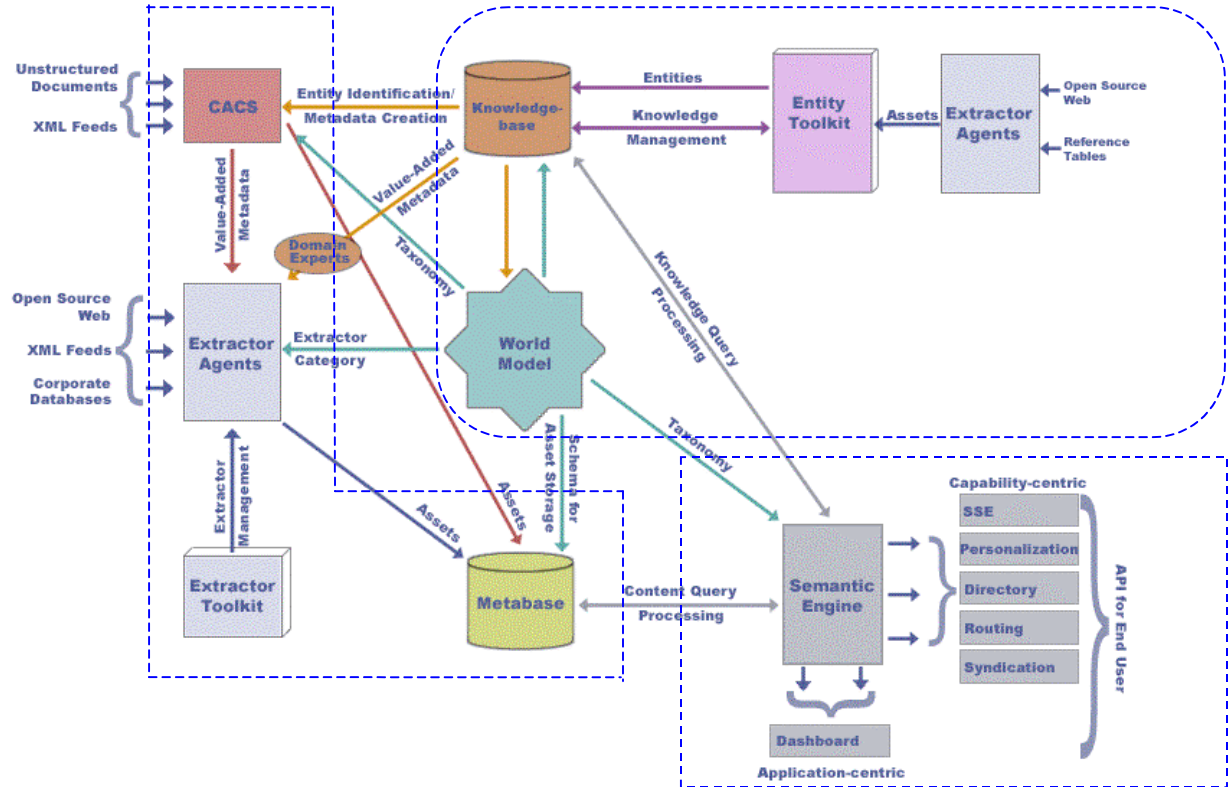 Unstructured
Documents
XML Feeds
CACS
Entity Identification/
Metadata Creation
Knowledge-
base
Entities
Knowledge
Management
Entity
Toolkit
Assets
Extractor
Agents
Open Source
Web
Reference
Tables
Value-Added
Metadata
Value-Added
Metadata
Domain
Experts
Taxonomy
Knowledge Query
Processing
Open Source
Web
XML Feeds
Corporate
Databases
Extractor
Agents
Extractor
Category
World
Model
Extractor
Management
Assets
Assets
Schema for
Asset Storage
Taxonomy
Extractor
Toolkit
Metabase
Content Query
Processing
Semantic
Engine
Capability-centric
SSE
Personalization
Directory
Routing
Syndication
API for End User
Dashboard
Application-centric